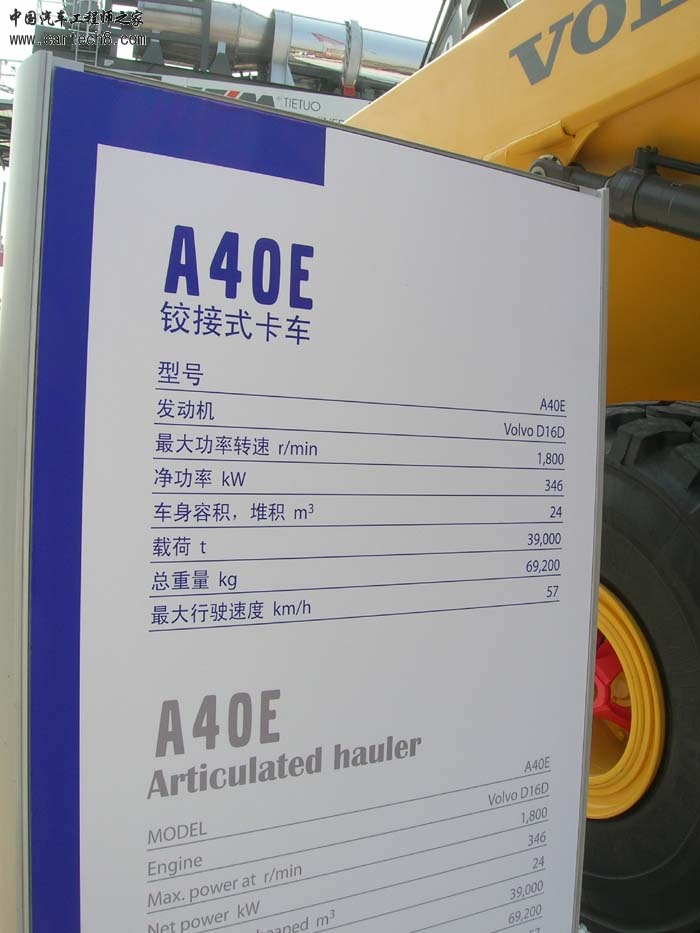 中国汽车工程师之家
www.cartech8.com
VOL
® TIETUO
A40E
铰接式卡车
型号 A40E
发动机 Volvo D16D
最大功率转速 r/min 1,800
净功率 kW 346
车身容积，堆积 m³ 24
载荷 t 39,000
总重量 kg 69,200
最大行驶速度 km/h 57
A40E
Articulated hauler
MODEL A40E
Engine Volvo D16D
Max. power at r/min 1,800
Net power kW 346
m³ 24
39,000
69,200
57